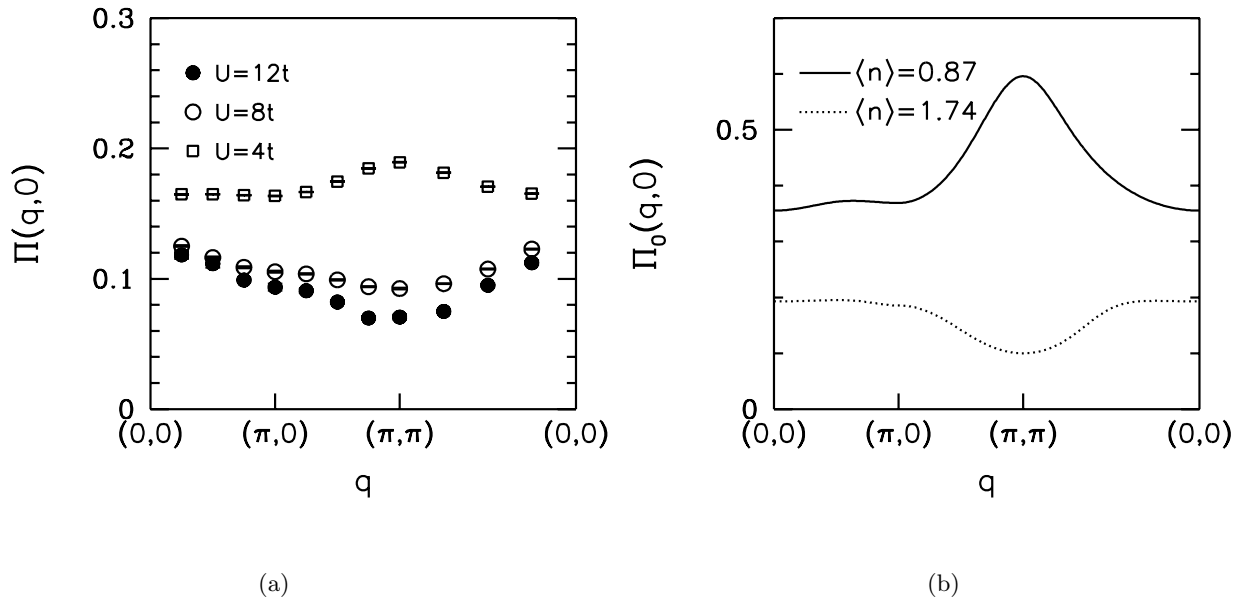 0.3
0.2
0.1
0
Π(q,0)
U=12t
U=8t
U=4t
(0,0)
(π,0)
(π,π)
(0,0)
q
(a)
0.5
0
Π₀(q,0)
⟨n⟩=0.87
⟨n⟩=1.74
(0,0)
(π,0)
(π,π)
(0,0)
q
(b)